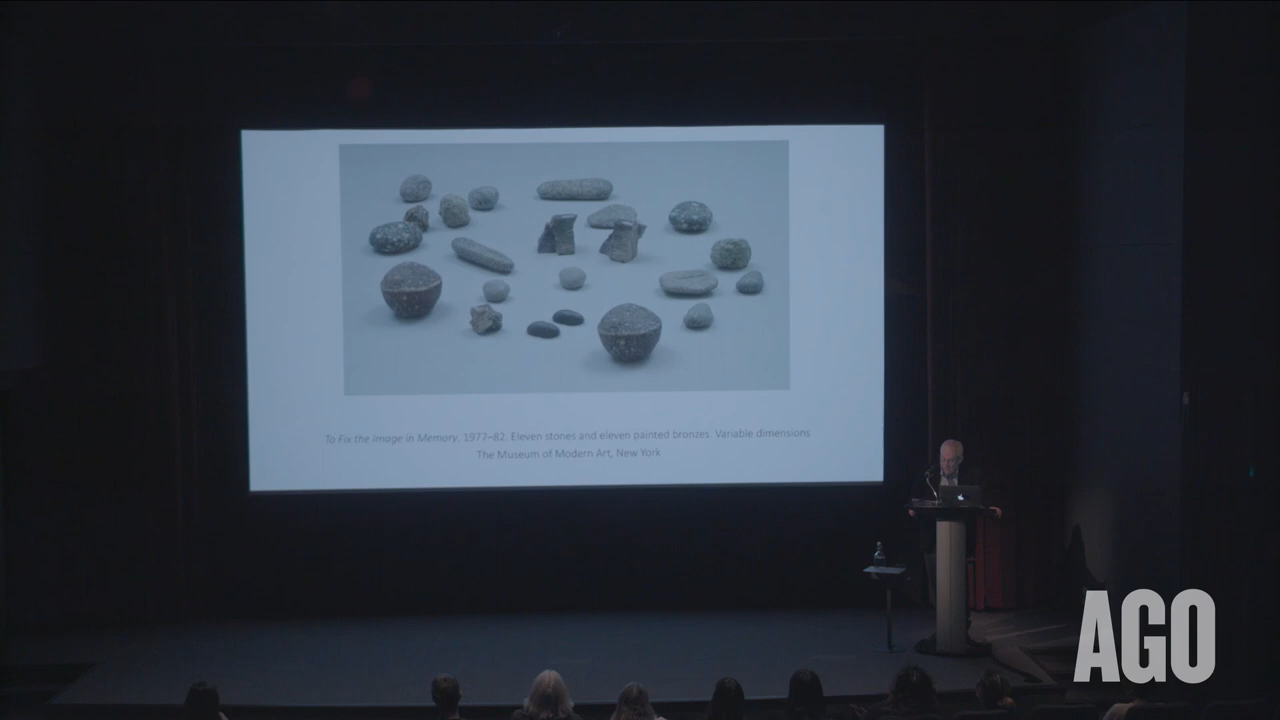 To Fix the Image in Memory, 1977–82. Eleven stones and eleven painted bronzes. Variable dimensions
The Museum of Modern Art, New York
AGO